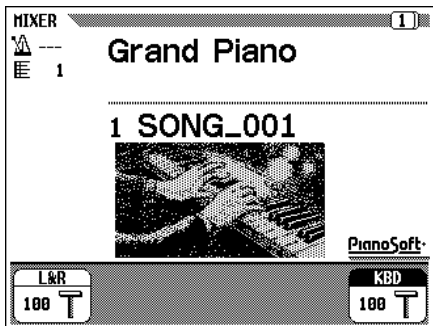 MIXER 1
---
1
Grand Piano
1 SONG_001
PianoSoft·
L&R
100
KBD
100